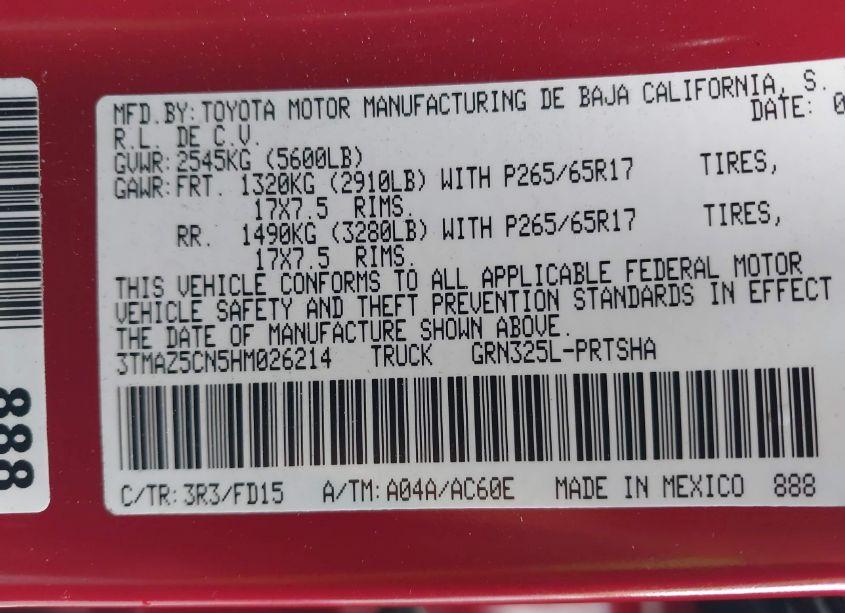 MFD.BY: TOYOTA MOTOR MANUFACTURING DE BAJA CALIFORNIA, S.
R.L. DE C.V. DATE: 0
GVWR: 2545KG (5600LB)
GAWR: FRT. 1320KG (2910LB) WITH P265/65R17 TIRES,
17X7.5 RIMS.
RR. 1490KG (3280LB) WITH P265/65R17 TIRES,
17X7.5 RIMS.
THIS VEHICLE CONFORMS TO ALL APPLICABLE FEDERAL MOTOR
VEHICLE SAFETY AND THEFT PREVENTION STANDARDS IN EFFECT
THE DATE OF MANUFACTURE SHOWN ABOVE.
3TMAZ5CN5HM026214 TRUCK GRN325L-PRTSHA
C/TR: 3R3/FD15 A/TM: A04A/AC60E MADE IN MEXICO 888
888